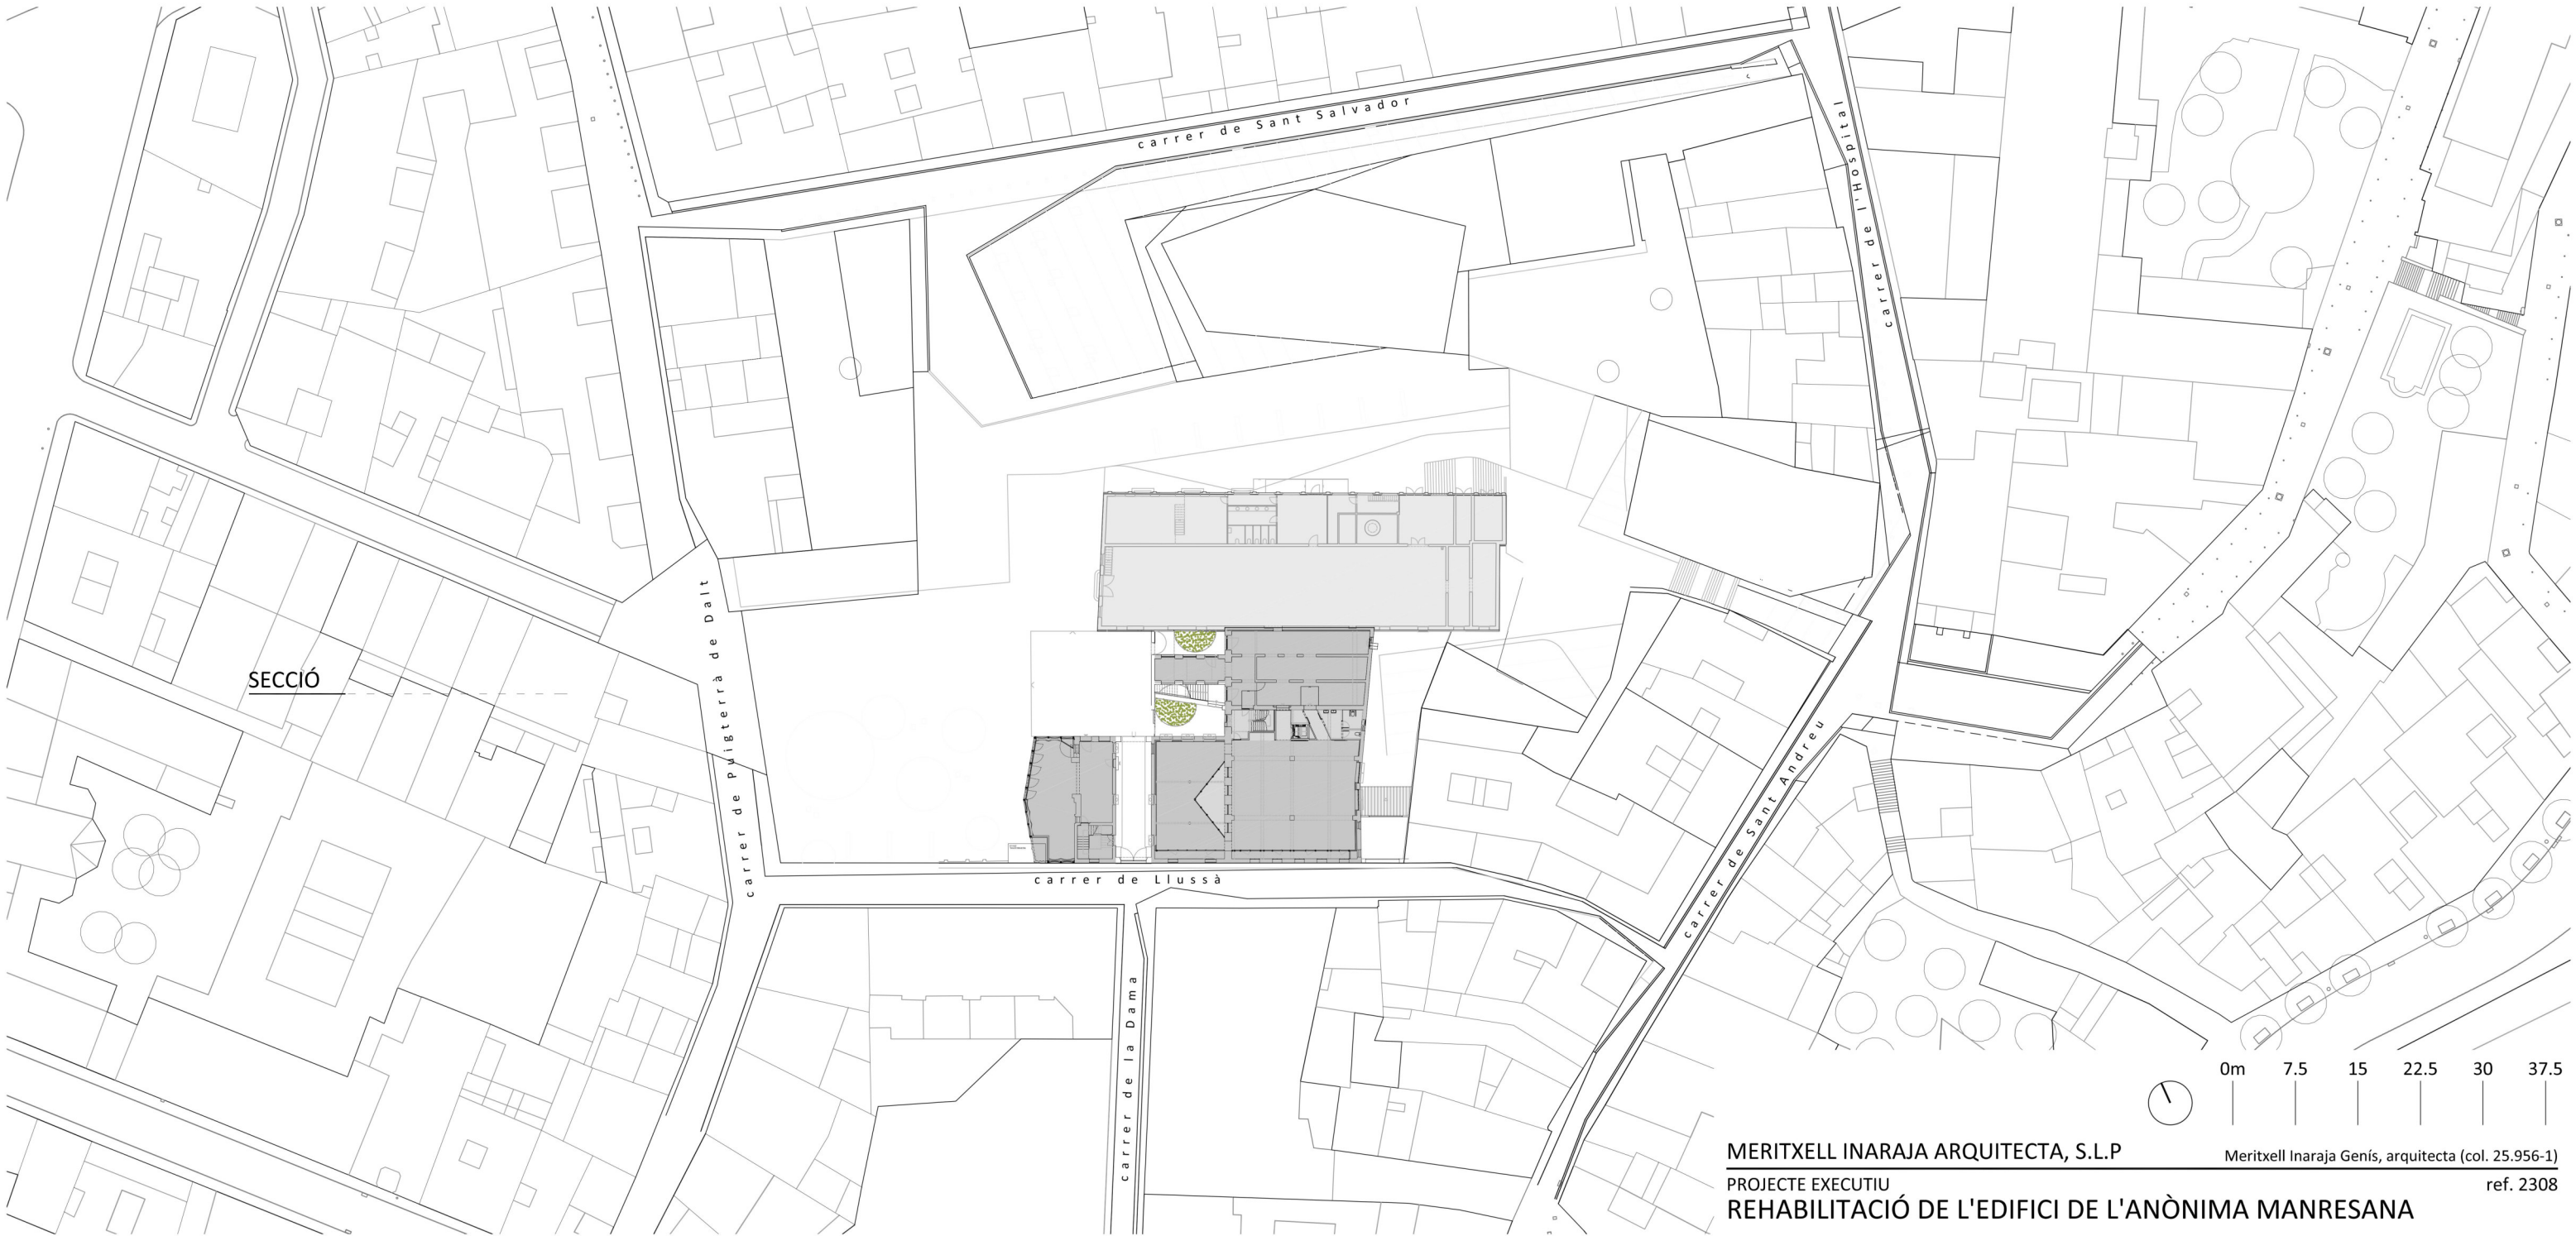 carrer de Sant Salvador
carrer de l'Hospital
carrer de Puigterrà de Dalt
SECCIÓ
carrer de Sant Andreu
carrer de Llussà
carrer de la Dama
0m 7.5 15 22.5 30 37.5
MERITXELL INARAJA ARQUITECTA, S.L.P
Meritxell Inaraja Genís, arquitecta (col. 25.956-1)
PROJECTE EXECUTIU
ref. 2308
REHABILITACIÓ DE L'EDIFICI DE L'ANÒNIMA MANRESANA